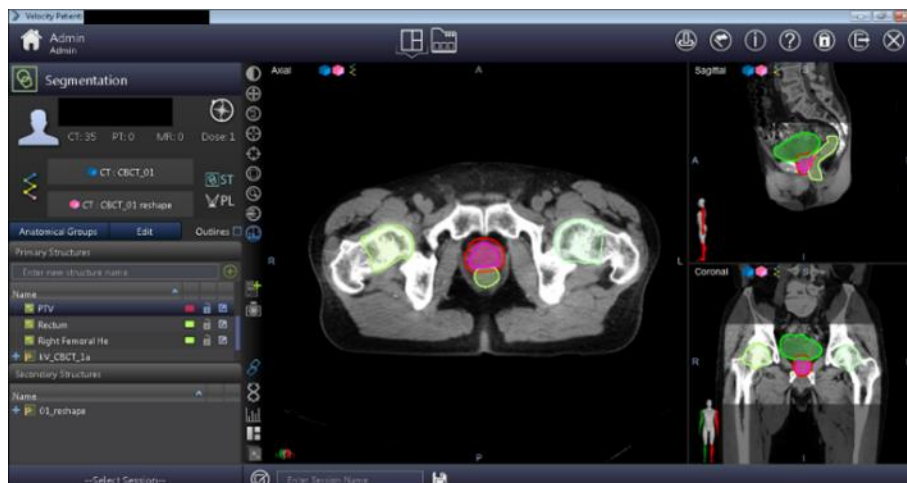 Velocity Patient:
Admin
Admin
Axial
A
Sagittal
Segmentation
CT: 35 PT: 0 MR: 0 Dose: 1
A
CT : CBCT_01
ST
CT : CBCT_01 reshape
PL
Anatomical Groups Edit Outlines
R
L
I
Primary Structures
Coronal
S
Enter new structure name
Name
PTV
Rectum
Right Femoral He
LV_CBCT_1a
R
L
Secondary Structures
Name
01_reshape
P
I
--Select Session--
Enter Session Name